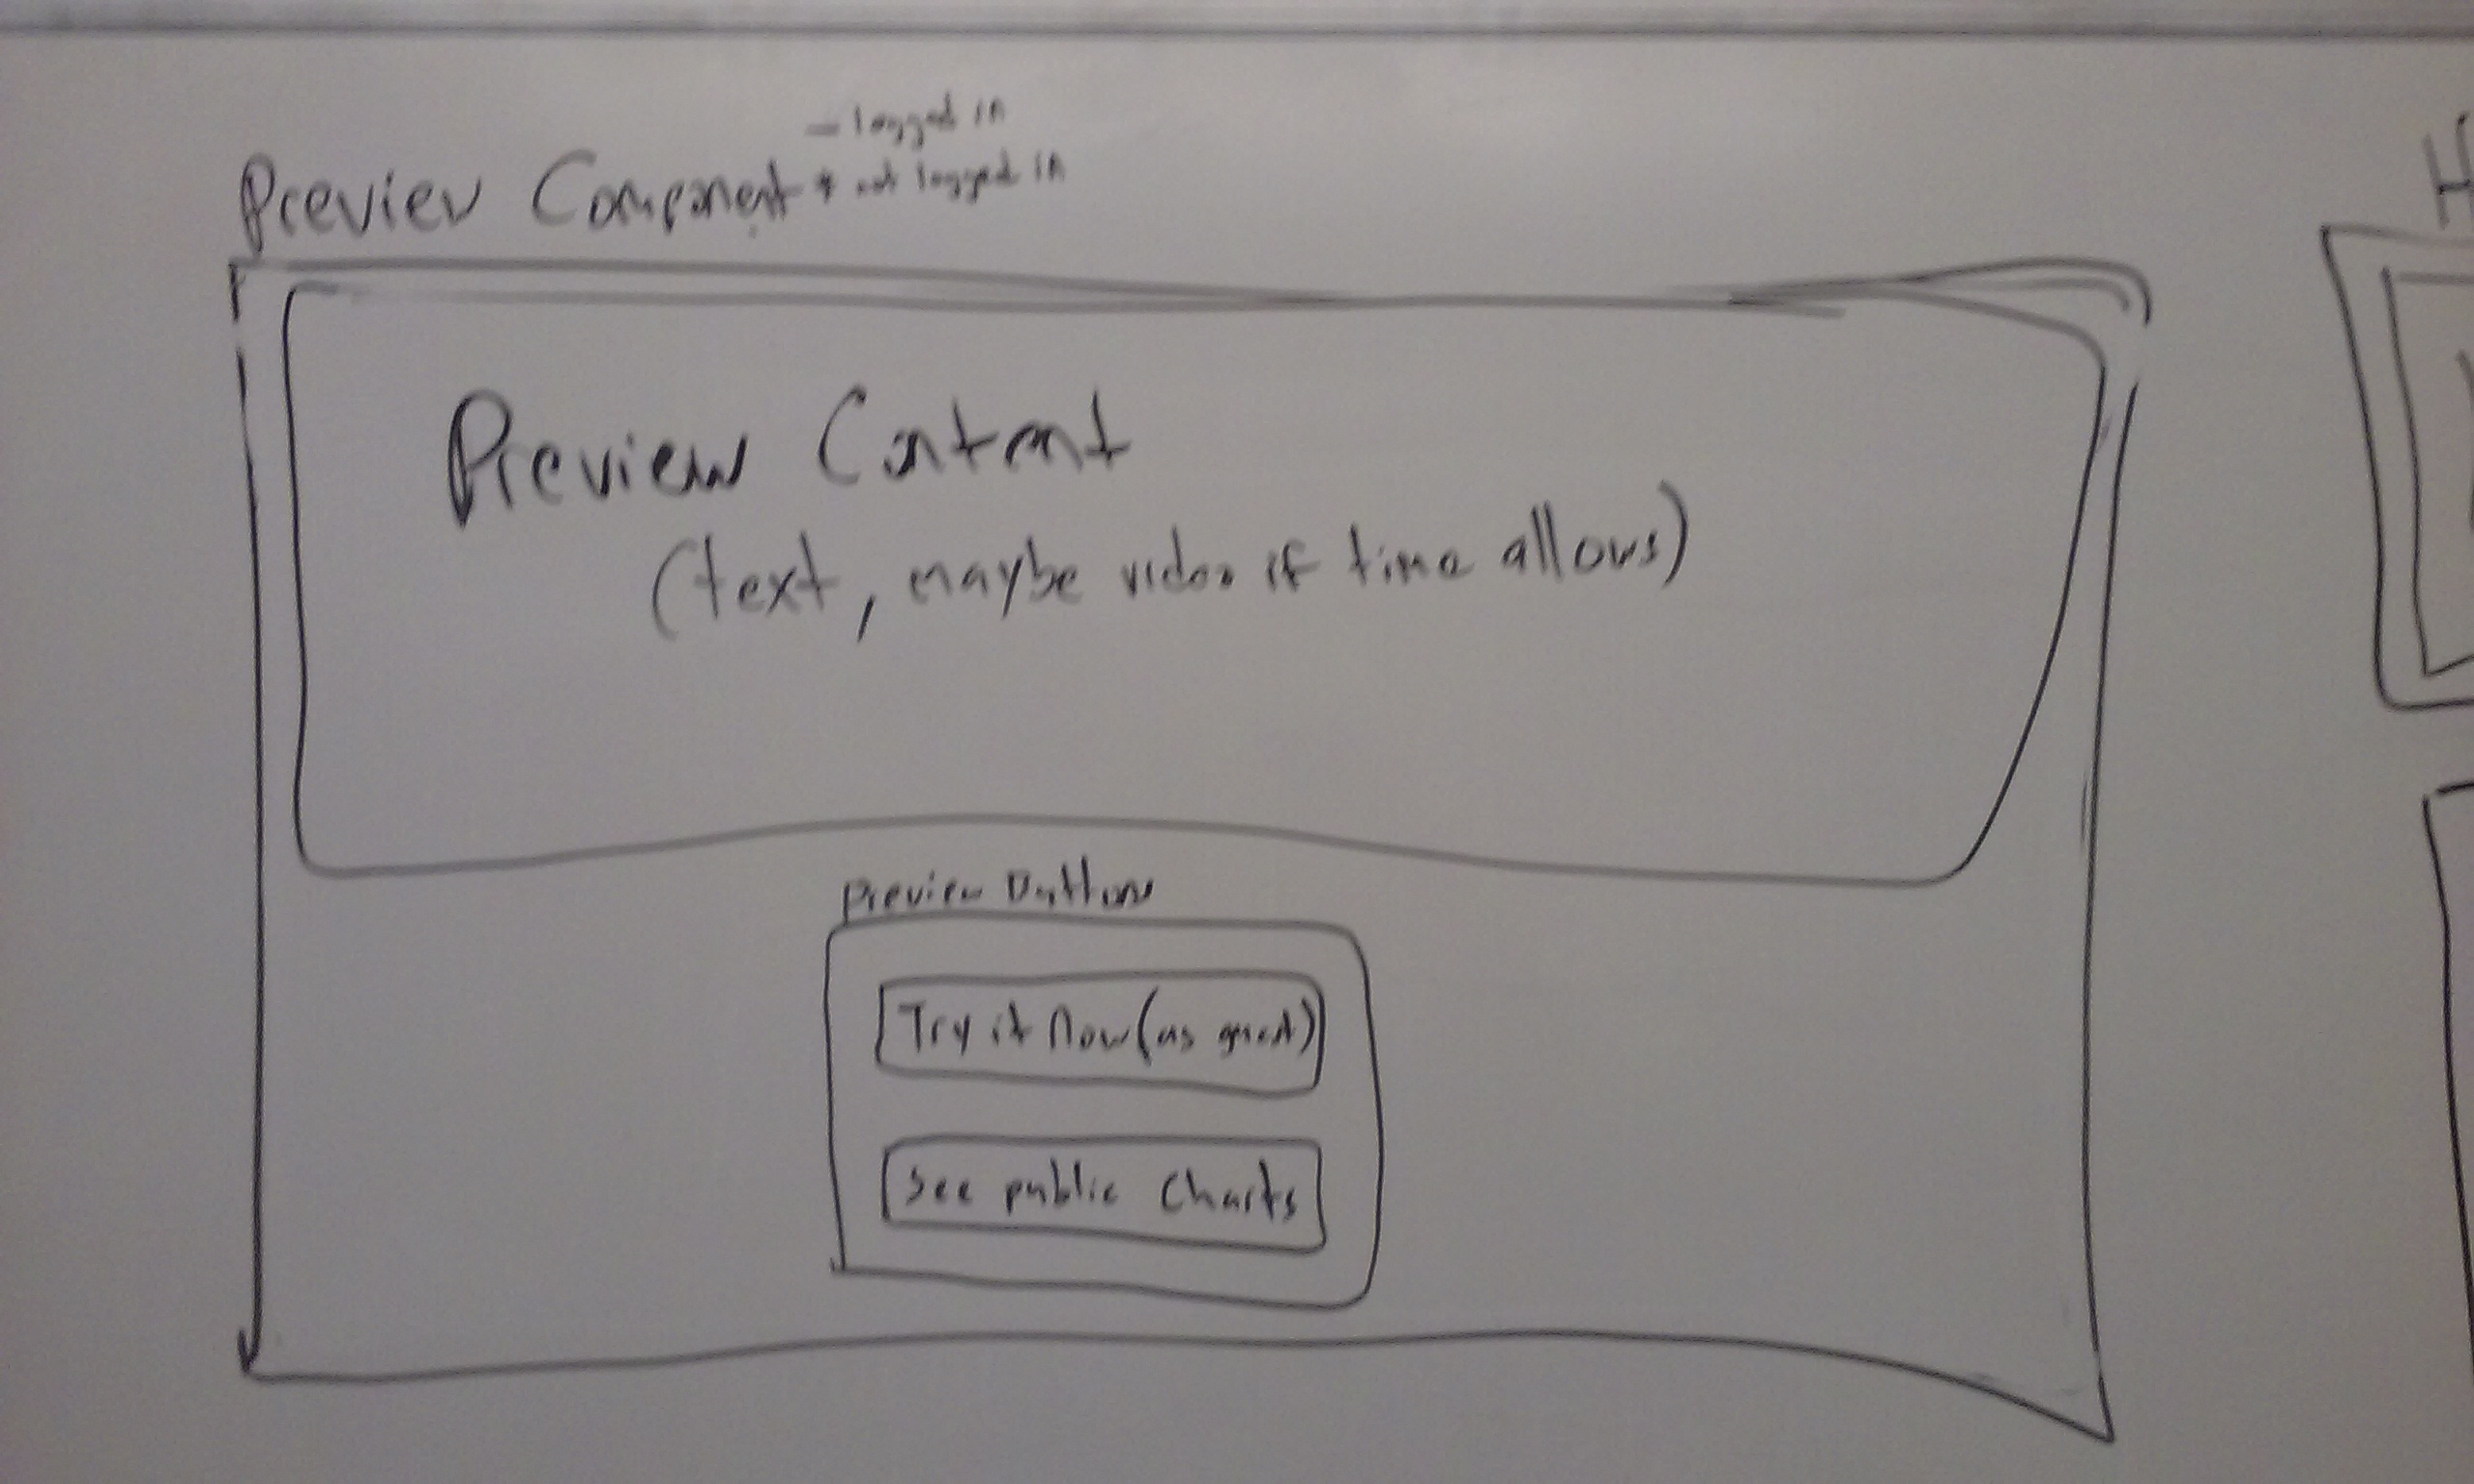 – logged in
Preview Component * not logged in
H
Preview Content
(text, maybe video if time allows)
Preview Buttons
Try it Now (as guest)
See public Charts